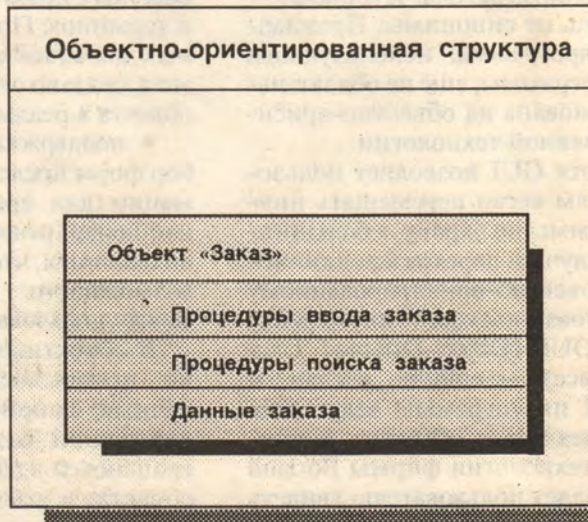 Объектно-ориентированная структура
Объект «Заказ»
Процедуры ввода заказа
Процедуры поиска заказа
Данные заказа